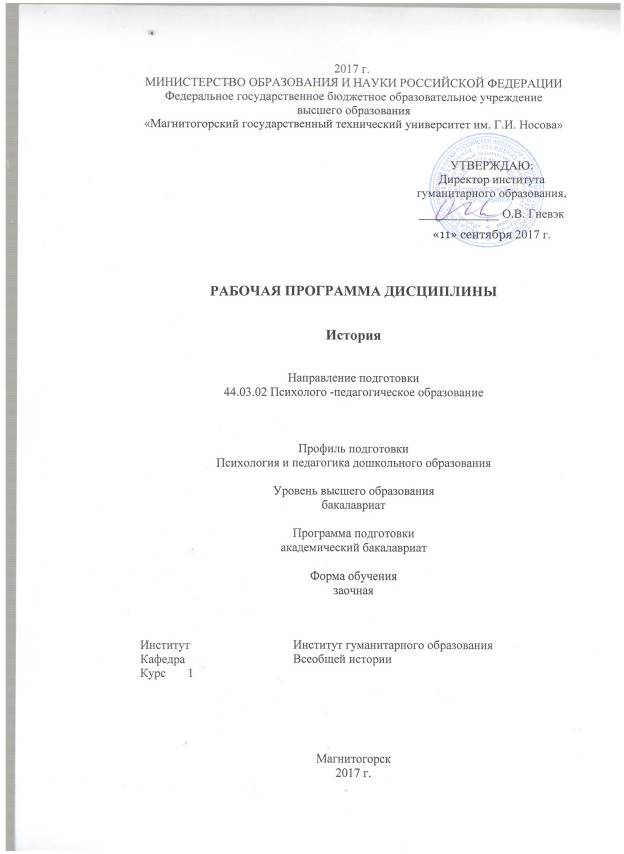 2017 г.
МИНИСТЕРСТВО ОБРАЗОВАНИЯ И НАУКИ РОССИЙСКОЙ ФЕДЕРАЦИИ
Федеральное государственное бюджетное образовательное учреждение
высшего образования
«Магнитогорский государственный технический университет им. Г.И. Носова»
УТВЕРЖДАЮ:
Директор института
гуманитарного образования.
О.В. Гневэк
«11» сентября 2017 г.
РАБОЧАЯ ПРОГРАММА ДИСЦИПЛИНЫ
История
Направление подготовки
44.03.02 Психолого -педагогическое образование
Профиль подготовки
Психология и педагогика дошкольного образования
Уровень высшего образования
бакалавриат
Программа подготовки
академический бакалавриат
Форма обучения
заочная
Институт Институт гуманитарного образования
Кафедра Всеобщей истории
Курс 1
Магнитогорск
2017 г.